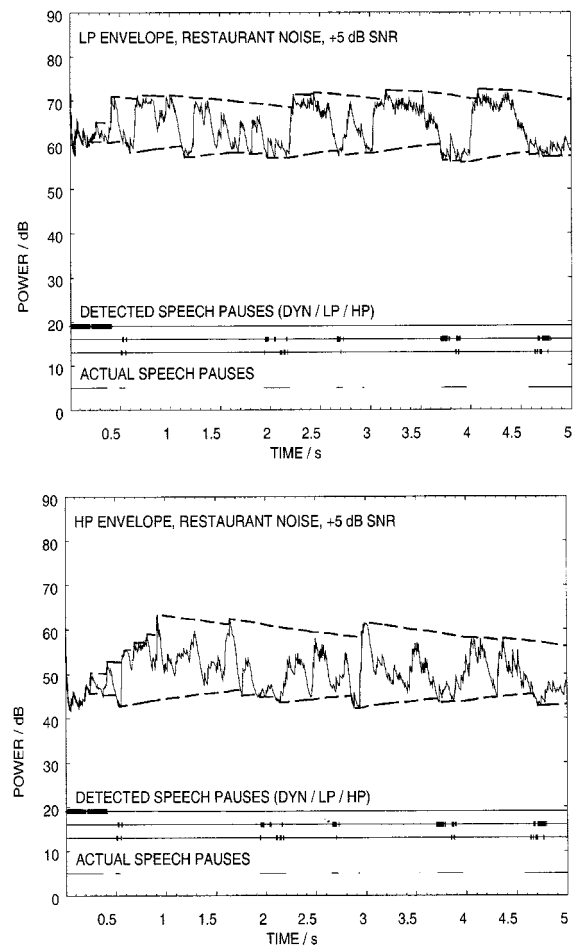 90
LP ENVELOPE, RESTAURANT NOISE, +5 dB SNR
80
70
60
50
40
30
DETECTED SPEECH PAUSES (DYN / LP / HP)
20
10
ACTUAL SPEECH PAUSES
0
POWER / dB
0.5 1 1.5 2 2.5 3 3.5 4 4.5 5
TIME / s
90
HP ENVELOPE, RESTAURANT NOISE, +5 dB SNR
80
70
60
50
40
30
DETECTED SPEECH PAUSES (DYN / LP / HP)
20
10
ACTUAL SPEECH PAUSES
0
POWER / dB
0.5 1 1.5 2 2.5 3 3.5 4 4.5 5
TIME / s